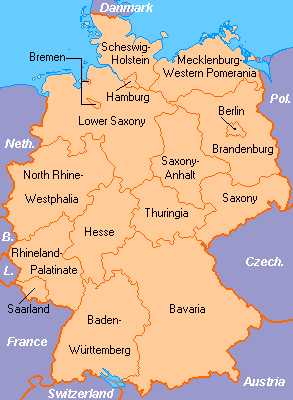 Danmark
Scheswig-
Holstein
Bremen
Mecklenburg-
Western Pomerania
Hamburg
Pol.
Berlin
Lower Saxony
Neth.
Brandenburg
Saxony-
Anhalt
North Rhine-
Westphalia
Saxony
Thuringia
Hesse
B.
Rhineland-
Palatinate
Czech.
L.
Saarland
Bavaria
Baden-
Württemberg
France
Austria
Switzerland